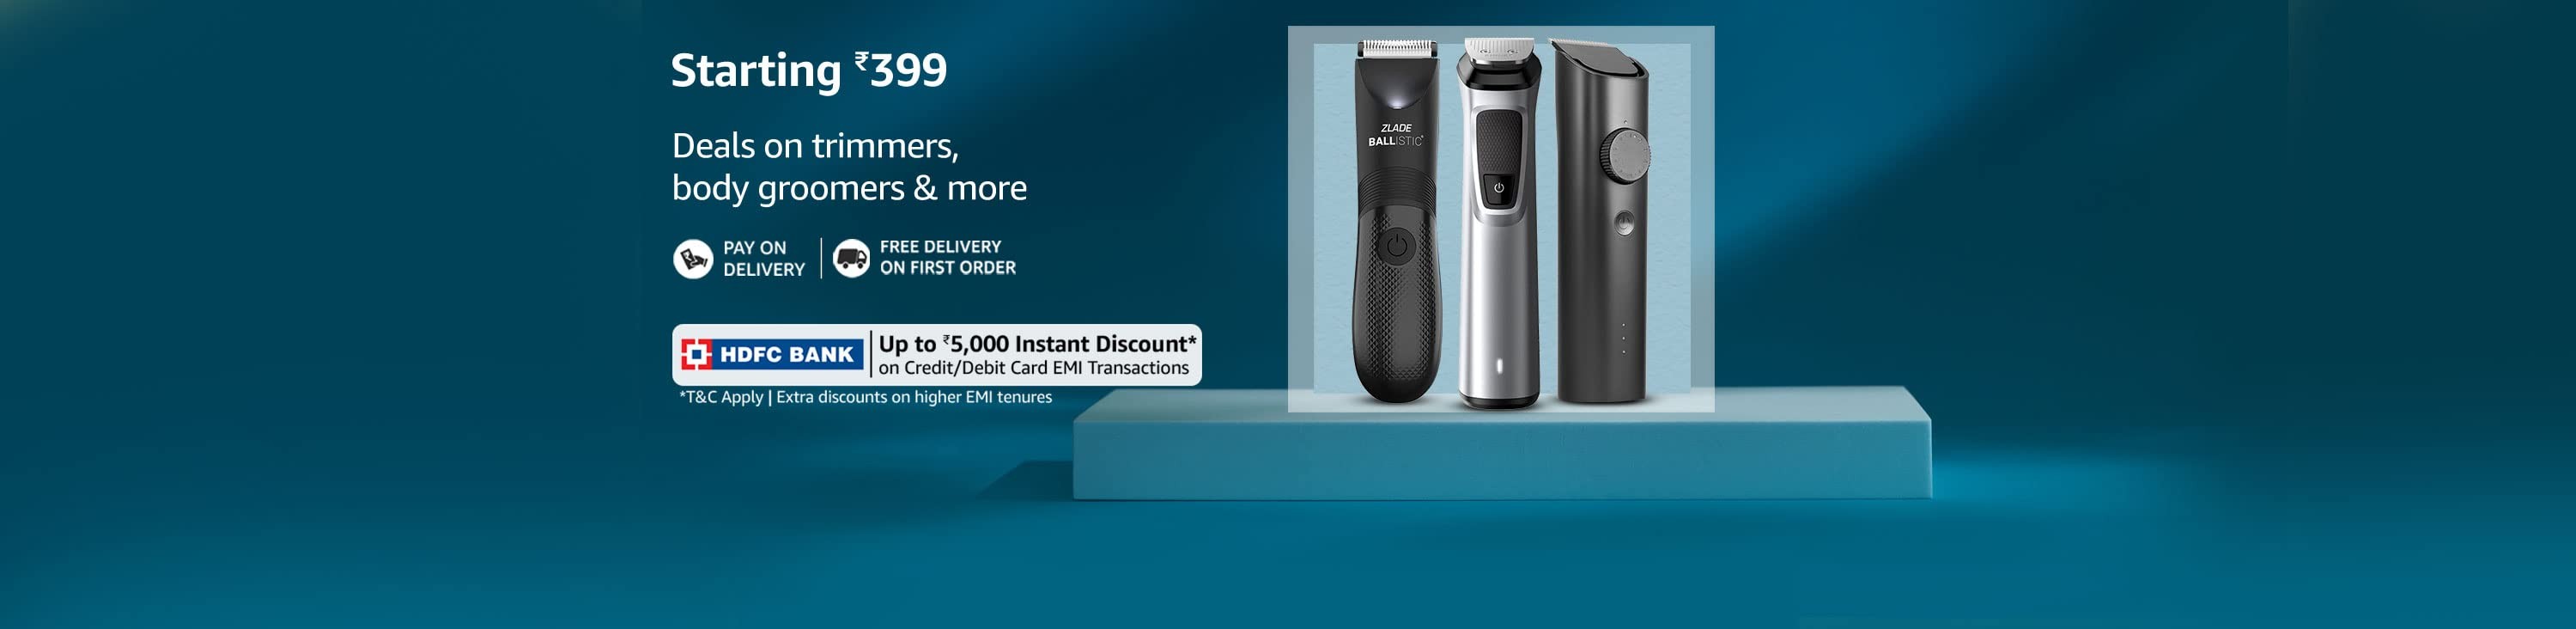 Starting ₹399
Deals on trimmers,
body groomers & more
PAY ON
DELIVERY
FREE DELIVERY
ON FIRST ORDER
HDFC BANK
Up to ₹5,000 Instant Discount*
on Credit/Debit Card EMI Transactions
*T&C Apply | Extra discounts on higher EMI tenures
ZLADE
BALLISTIC